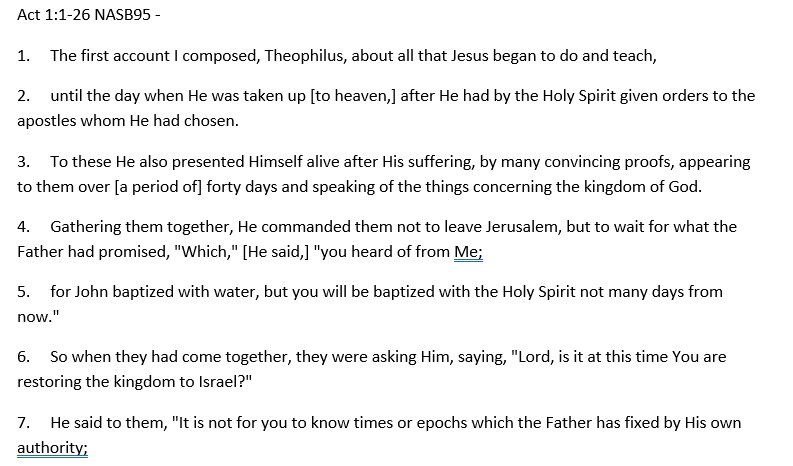 Act 1:1-26 NASB95 -
1. The first account I composed, Theophilus, about all that Jesus began to do and teach,
2. until the day when He was taken up [to heaven,] after He had by the Holy Spirit given orders to the
apostles whom He had chosen.
3. To these He also presented Himself alive after His suffering, by many convincing proofs, appearing
to them over [a period of] forty days and speaking of the things concerning the kingdom of God.
4. Gathering them together, He commanded them not to leave Jerusalem, but to wait for what the
Father had promised, "Which," [He said,] "you heard of from Me;
5. for John baptized with water, but you will be baptized with the Holy Spirit not many days from
now."
6. So when they had come together, they were asking Him, saying, "Lord, is it at this time You are
restoring the kingdom to Israel?"
7. He said to them, "It is not for you to know times or epochs which the Father has fixed by His own
authority;